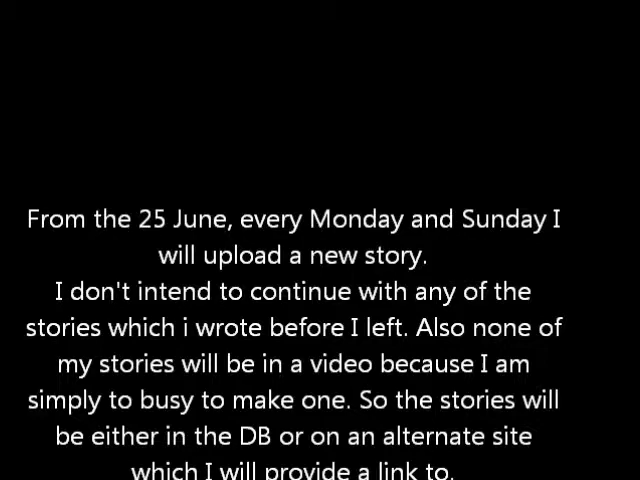 From the 25 June, every Monday and Sunday I
will upload a new story.
I don't intend to continue with any of the
stories which i wrote before I left. Also none of
my stories will be in a video because I am
simply to busy to make one. So the stories will
be either in the DB or on an alternate site
which I will provide a link to.